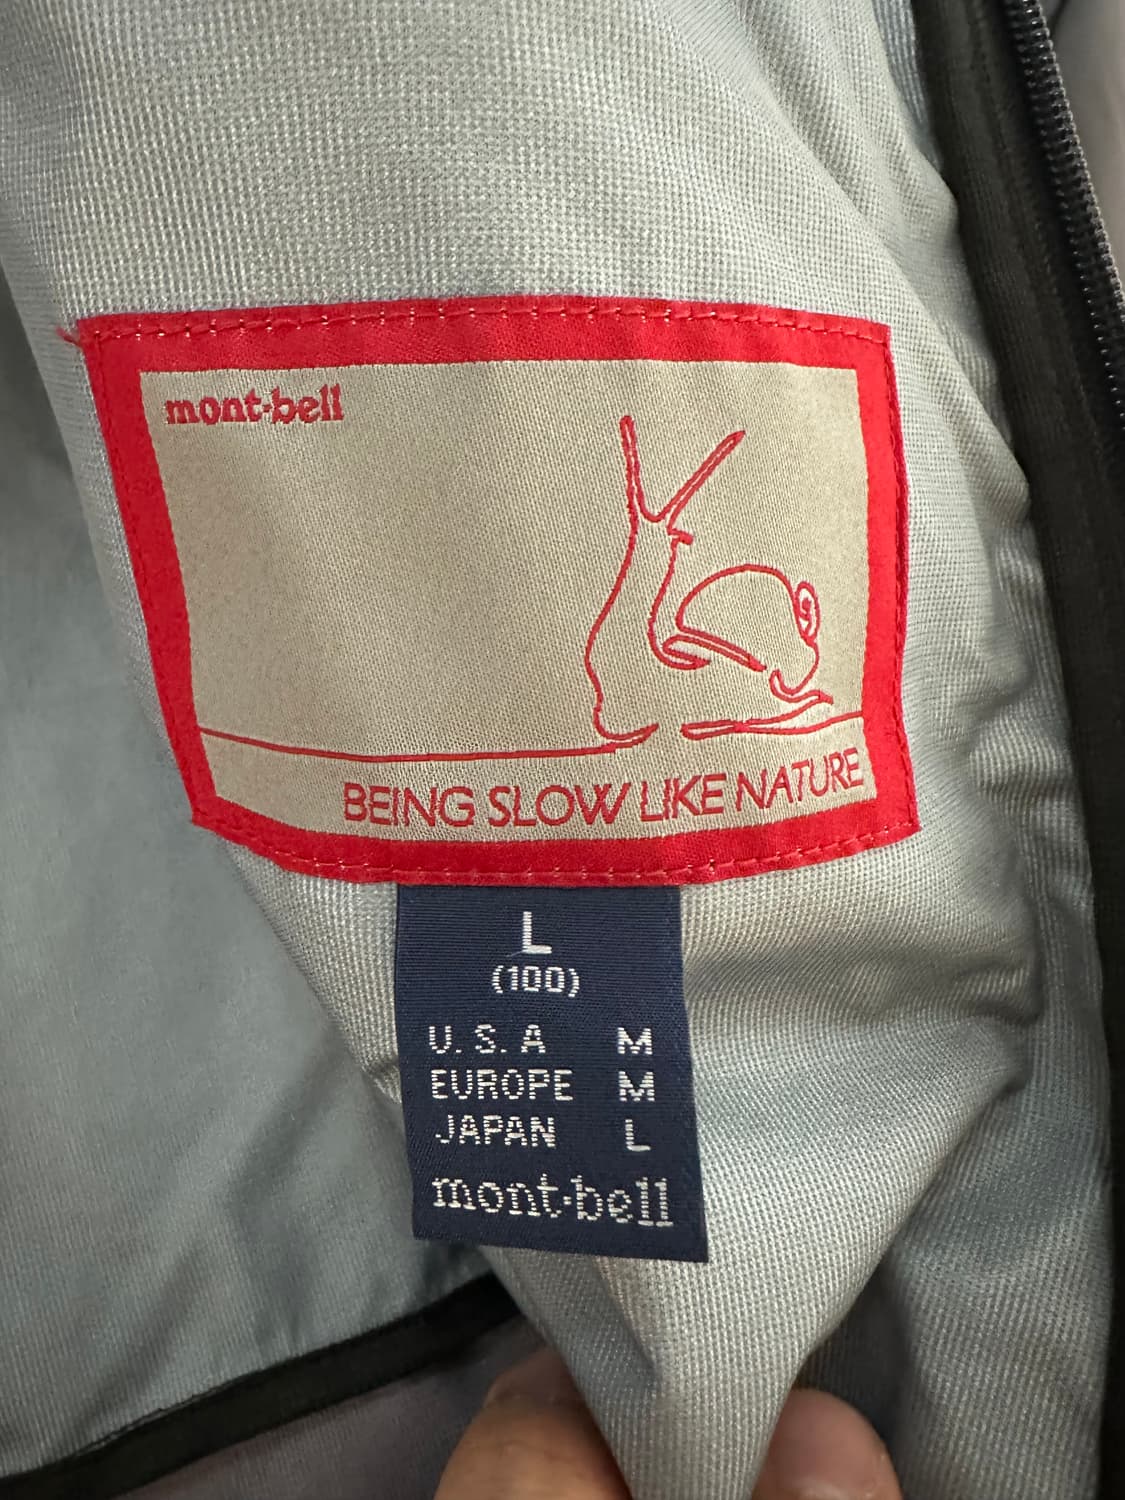 mont-bell
BEING SLOW LIKE NATURE
L
(100)
U.S.A M
EUROPE M
JAPAN L
mont-bell